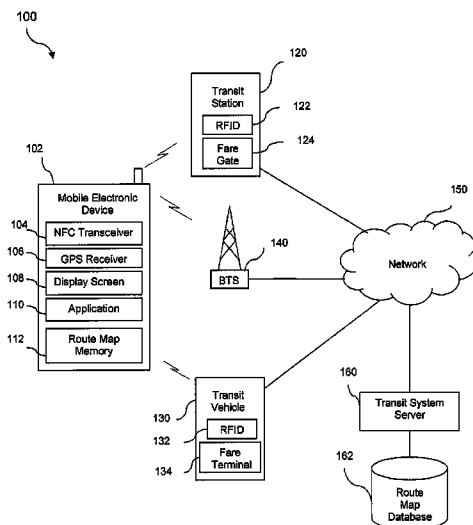 100
120
Transit
Station
122
RFID
124
Fare
Gate
102
Mobile Electronic
Device
104
NFC Transceiver
106
GPS Receiver
108
Display Screen
110
Application
112
Route Map
Memory
140
BTS
150
Network
130
Transit
Vehicle
132
RFID
134
Fare
Terminal
160
Transit System
Server
162
Route
Map
Database